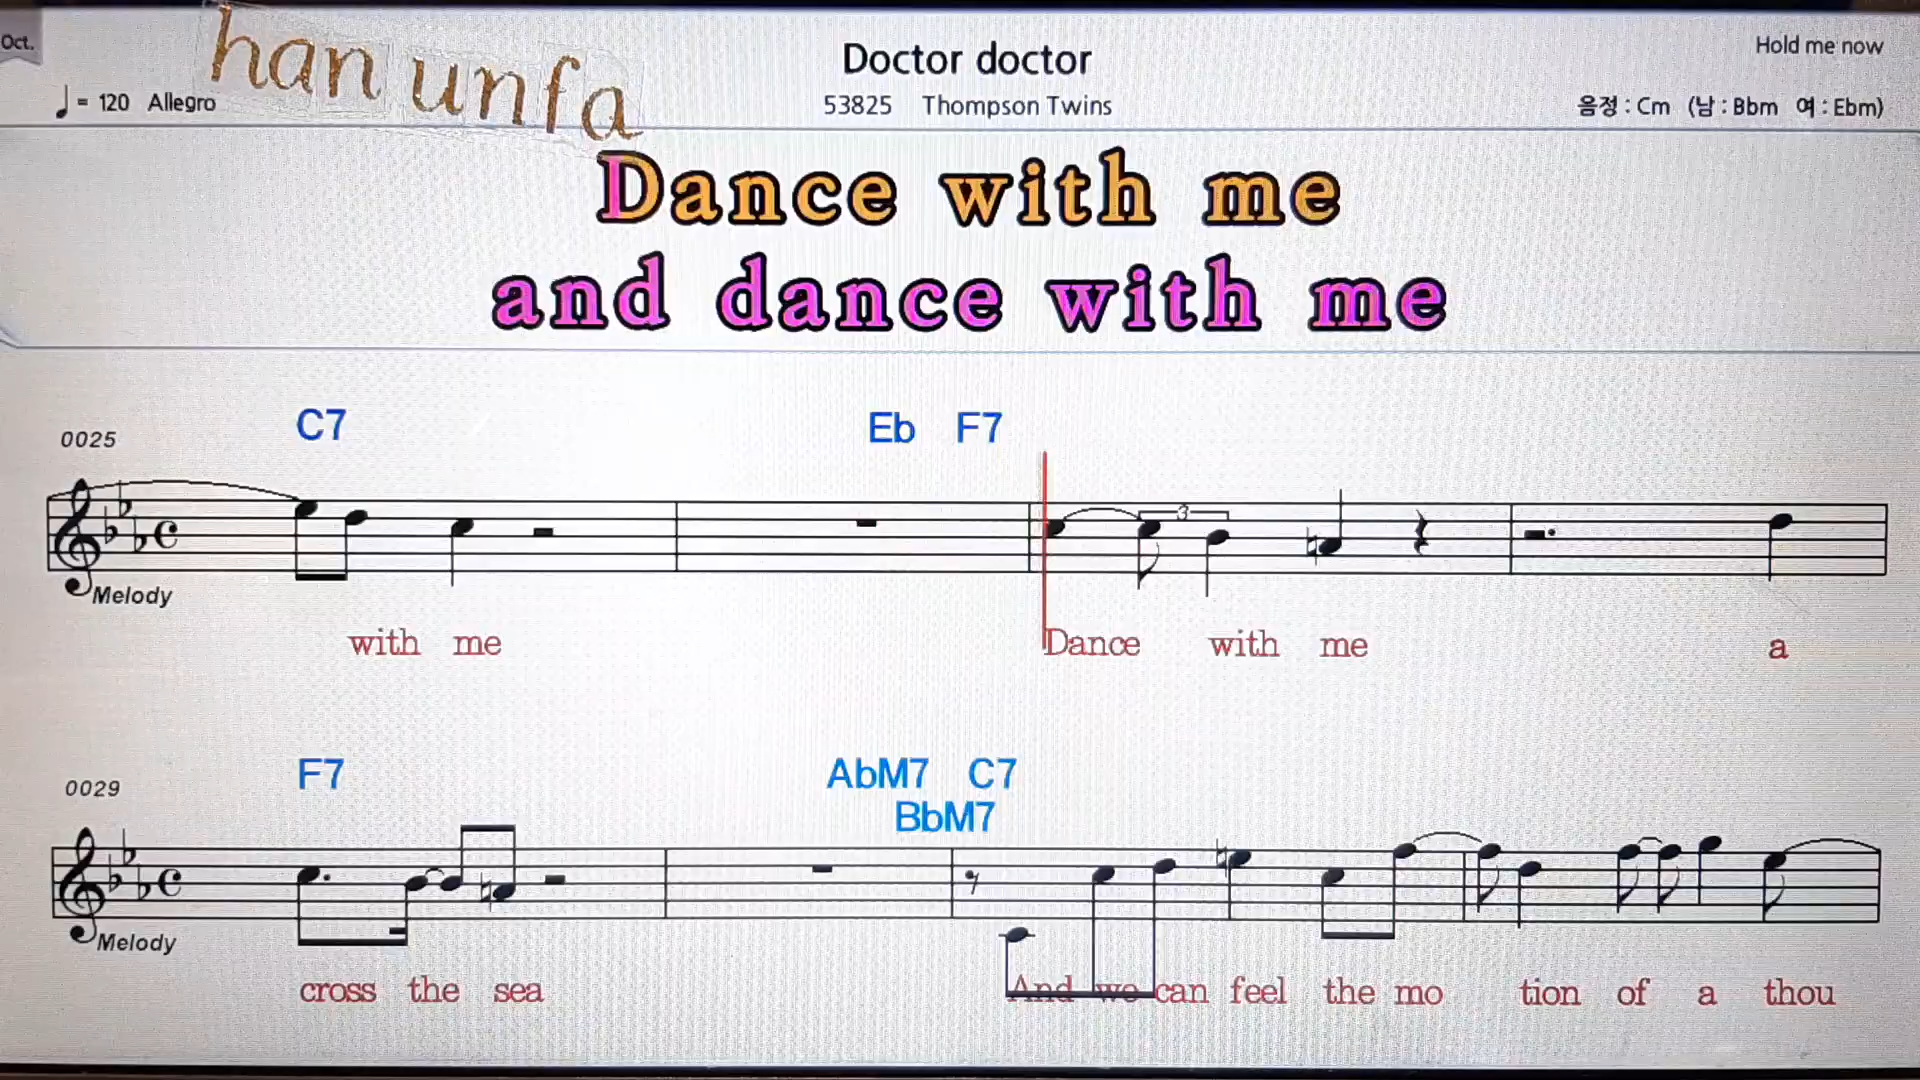 Oct.
han unfa
Doctor doctor
Hold me now
= 120 Allegro
53825 Thompson Twins
음정 : Cm (남 : Bbm 여 : Ebm)
Dance with me
and dance with me
C7 Eb F7
0025
3
Melody
with me Dance with me a
F7 AbM7 C7
0029
BbM7
Melody
cross the sea And we can feel the mo tion of a thou